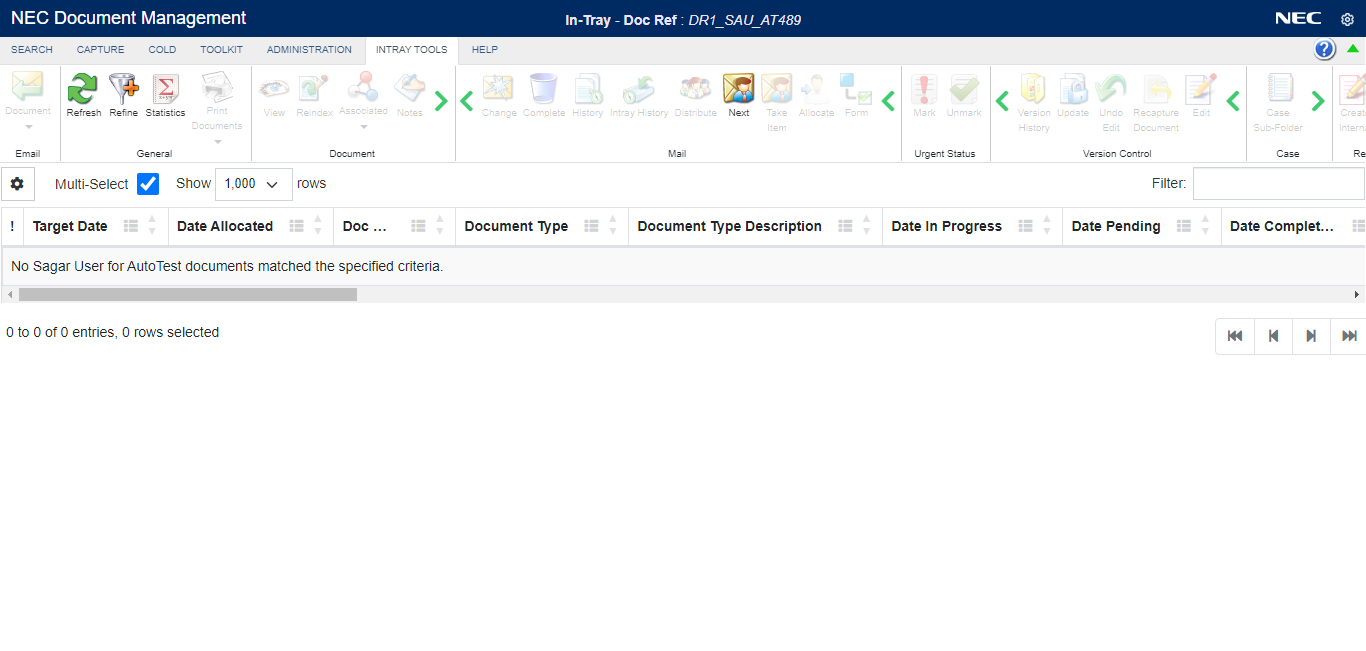 NEC Document Management
In-Tray - Doc Ref : DR1_SAU_AT489
NEC
SEARCH CAPTURE COLD TOOLKIT ADMINISTRATION INTRAY TOOLS HELP
Document Refresh Refine Statistics Print Documents View Reindex Associated Notes Change Complete History Intray History Distribute Next Take Item Allocate Form Mark Unmark Version History Update Undo Edit Recapture Document Edit Case Sub-Folder
Email General Document Mail Urgent Status Version Control Case
Multi-Select Show 1,000 rows Filter:
! Target Date Date Allocated Doc ... Document Type Document Type Description Date In Progress Date Pending Date Complet...
No Sagar User for AutoTest documents matched the specified criteria.
0 to 0 of 0 entries, 0 rows selected